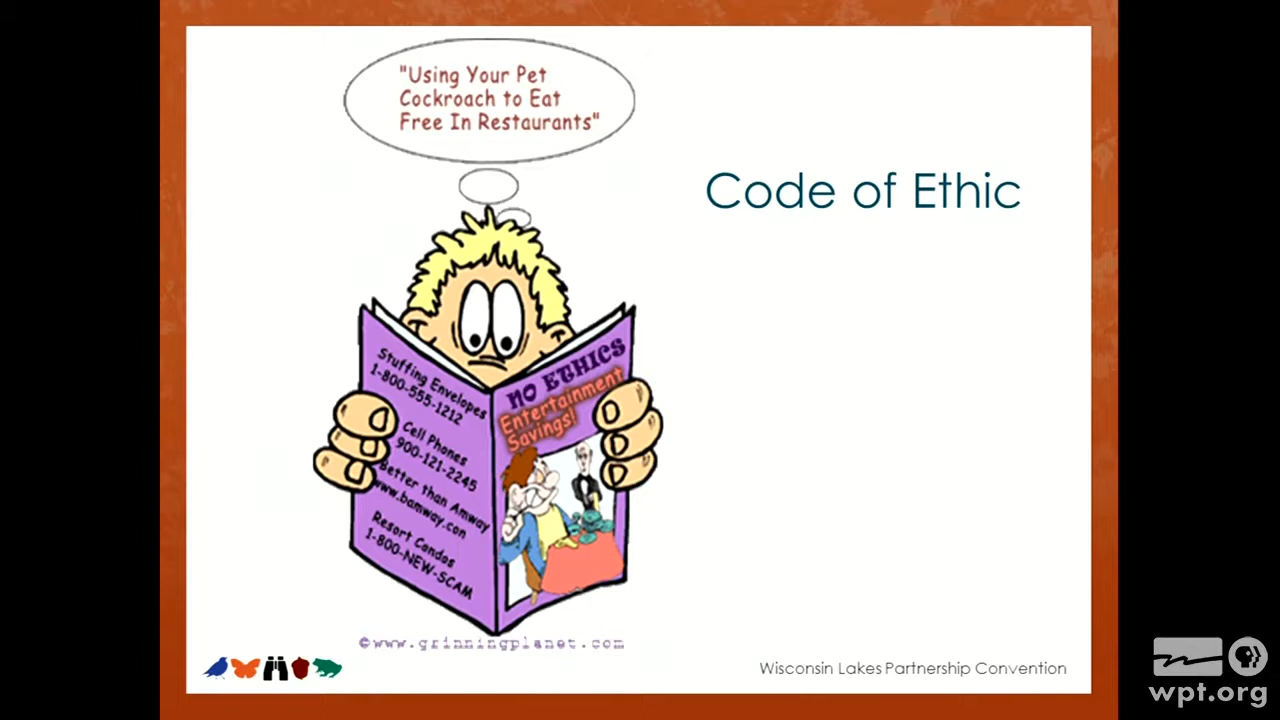 "Using Your Pet
Cockroach to Eat
Free In Restaurants"
Code of Ethic
Stuffing Envelopes
1-800-555-1212
Cell Phones
900-121-2245
Better than Amway
www.bamway.con
Resort Condos
1-800-NEW-SCAM
NO ETHICS
Entertainment
Savings!
©www.grinningplanet.com
Wisconsin Lakes Partnership Convention
wpt.org